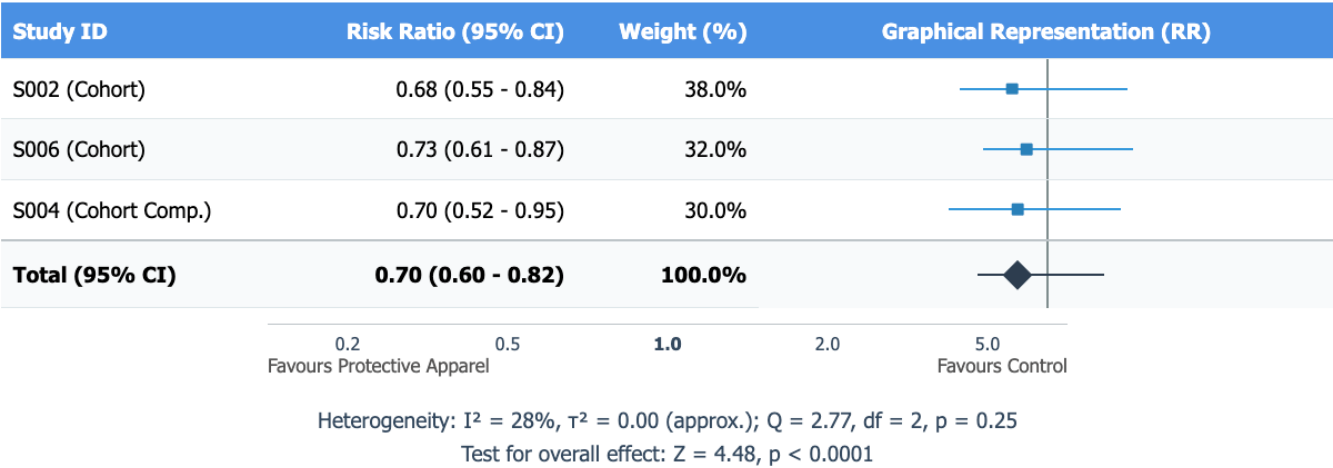 Study ID Risk Ratio (95% CI) Weight (%) Graphical Representation (RR)
S002 (Cohort) 0.68 (0.55 - 0.84) 38.0%
S006 (Cohort) 0.73 (0.61 - 0.87) 32.0%
S004 (Cohort Comp.) 0.70 (0.52 - 0.95) 30.0%
Total (95% CI) 0.70 (0.60 - 0.82) 100.0%
0.2 0.5 1.0 2.0 5.0
Favours Protective Apparel Favours Control
Heterogeneity: I² = 28%, τ² = 0.00 (approx.); Q = 2.77, df = 2, p = 0.25
Test for overall effect: Z = 4.48, p < 0.0001